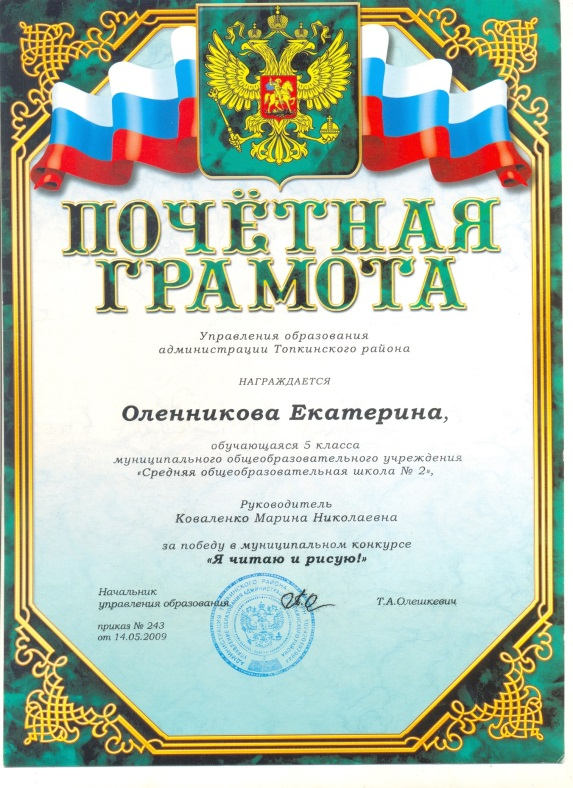 ПОЧЁТНАЯ
ГРАМОТА
Управления образования
администрации Топкинского района
НАГРАЖДАЕТСЯ
Оленникова Екатерина,
обучающаяся 5 класса
муниципального общеобразовательного учреждения
«Средняя общеобразовательная школа № 2»,
Руководитель
Коваленко Марина Николаевна
за победу в муниципальном конкурсе
«Я читаю и рисую!»
Начальник
управления образования
Т.А.Олешкевич
приказ № 243
от 14.05.2009